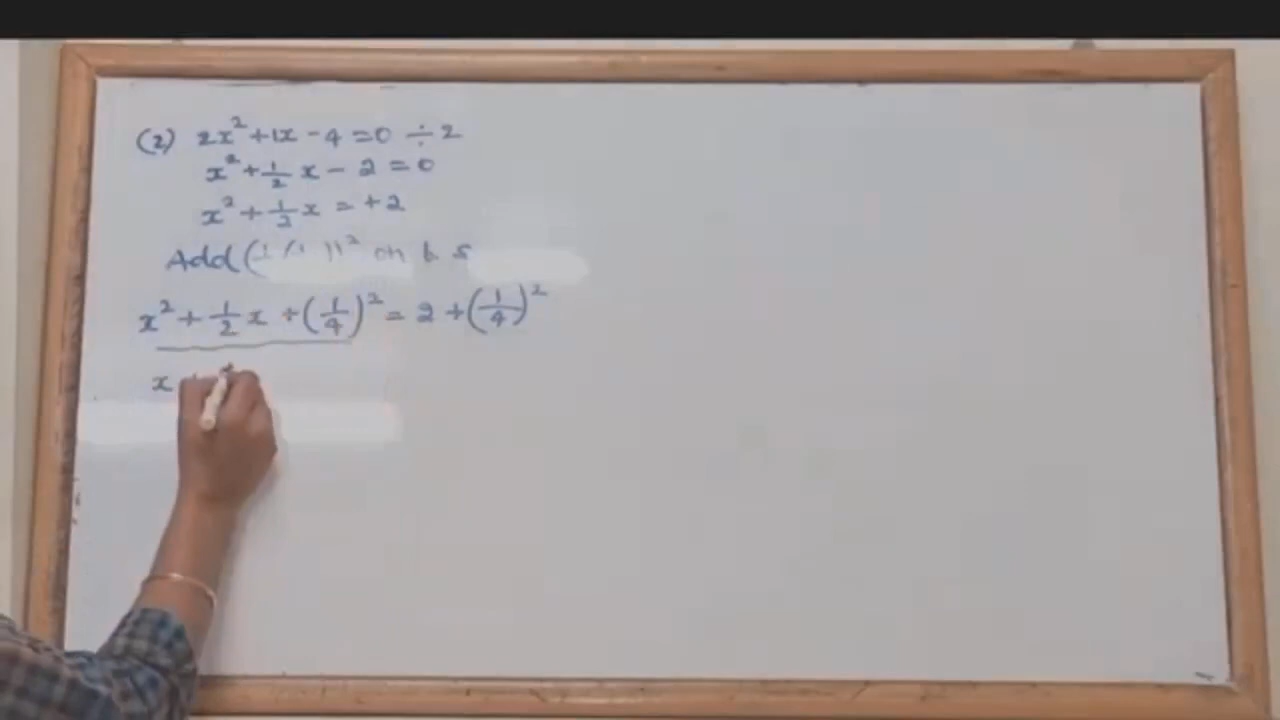 (2) 2x² + 1x - 4 = 0 ÷ 2
x² + 1/2 x - 2 = 0
x² + 1/2 x = + 2
Add on b. s
x² + 1/2 x + (1/4)² = 2 + (1/4)²
x